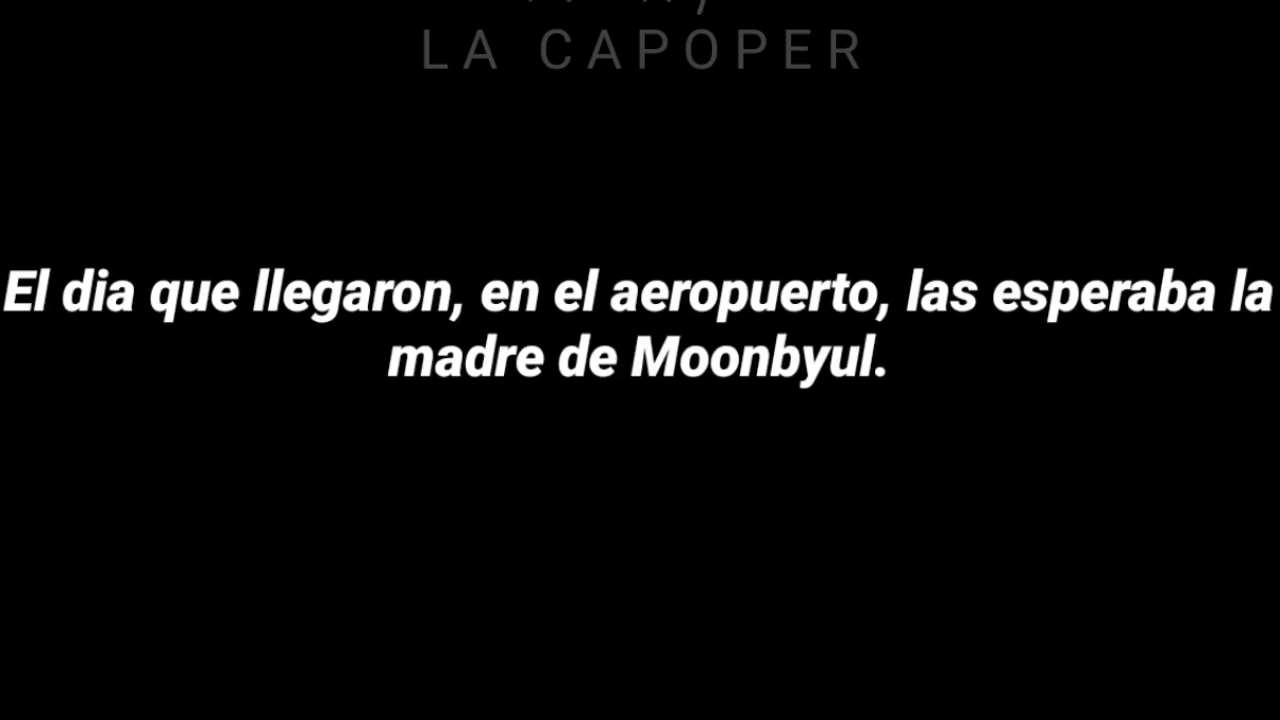 LA CAPOPER
El dia que llegaron, en el aeropuerto, las esperaba la
madre de Moonbyul.